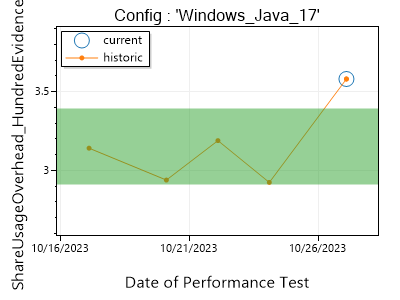 Config : 'Windows_Java_17'
current
historic
ShareUsageOverhead_HundredEvidence
3.5
3
10/16/2023
10/21/2023
10/26/2023
Date of Performance Test